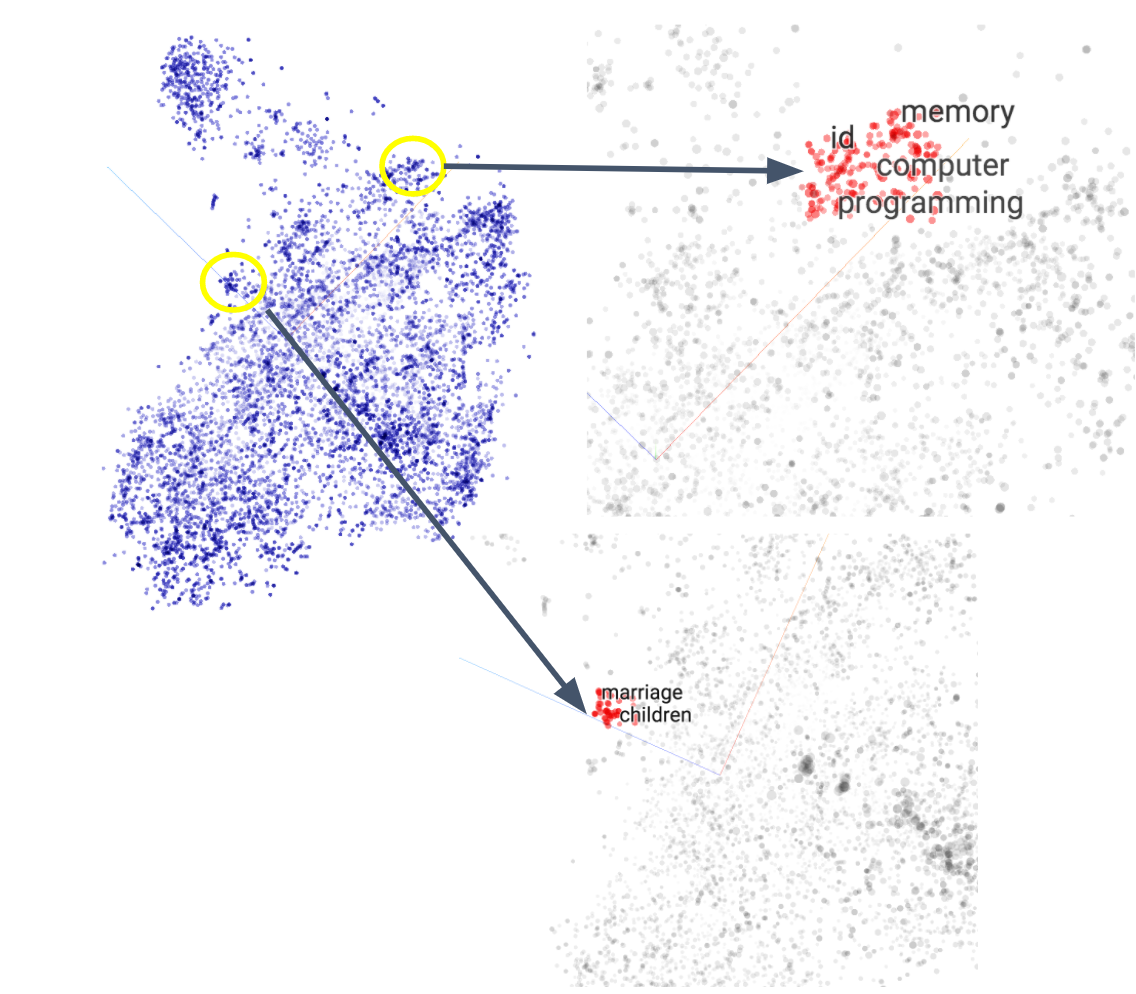 memory
id
computer
programming
marriage
children